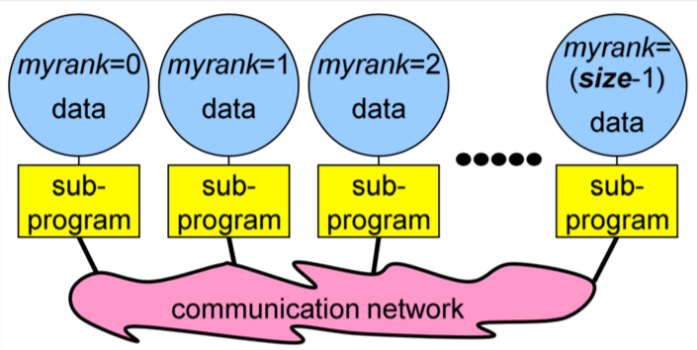 myrank=0
data
myrank=1
data
myrank=2
data
myrank=
(size-1)
data
sub-
program
sub-
program
sub-
program
sub-
program
communication network